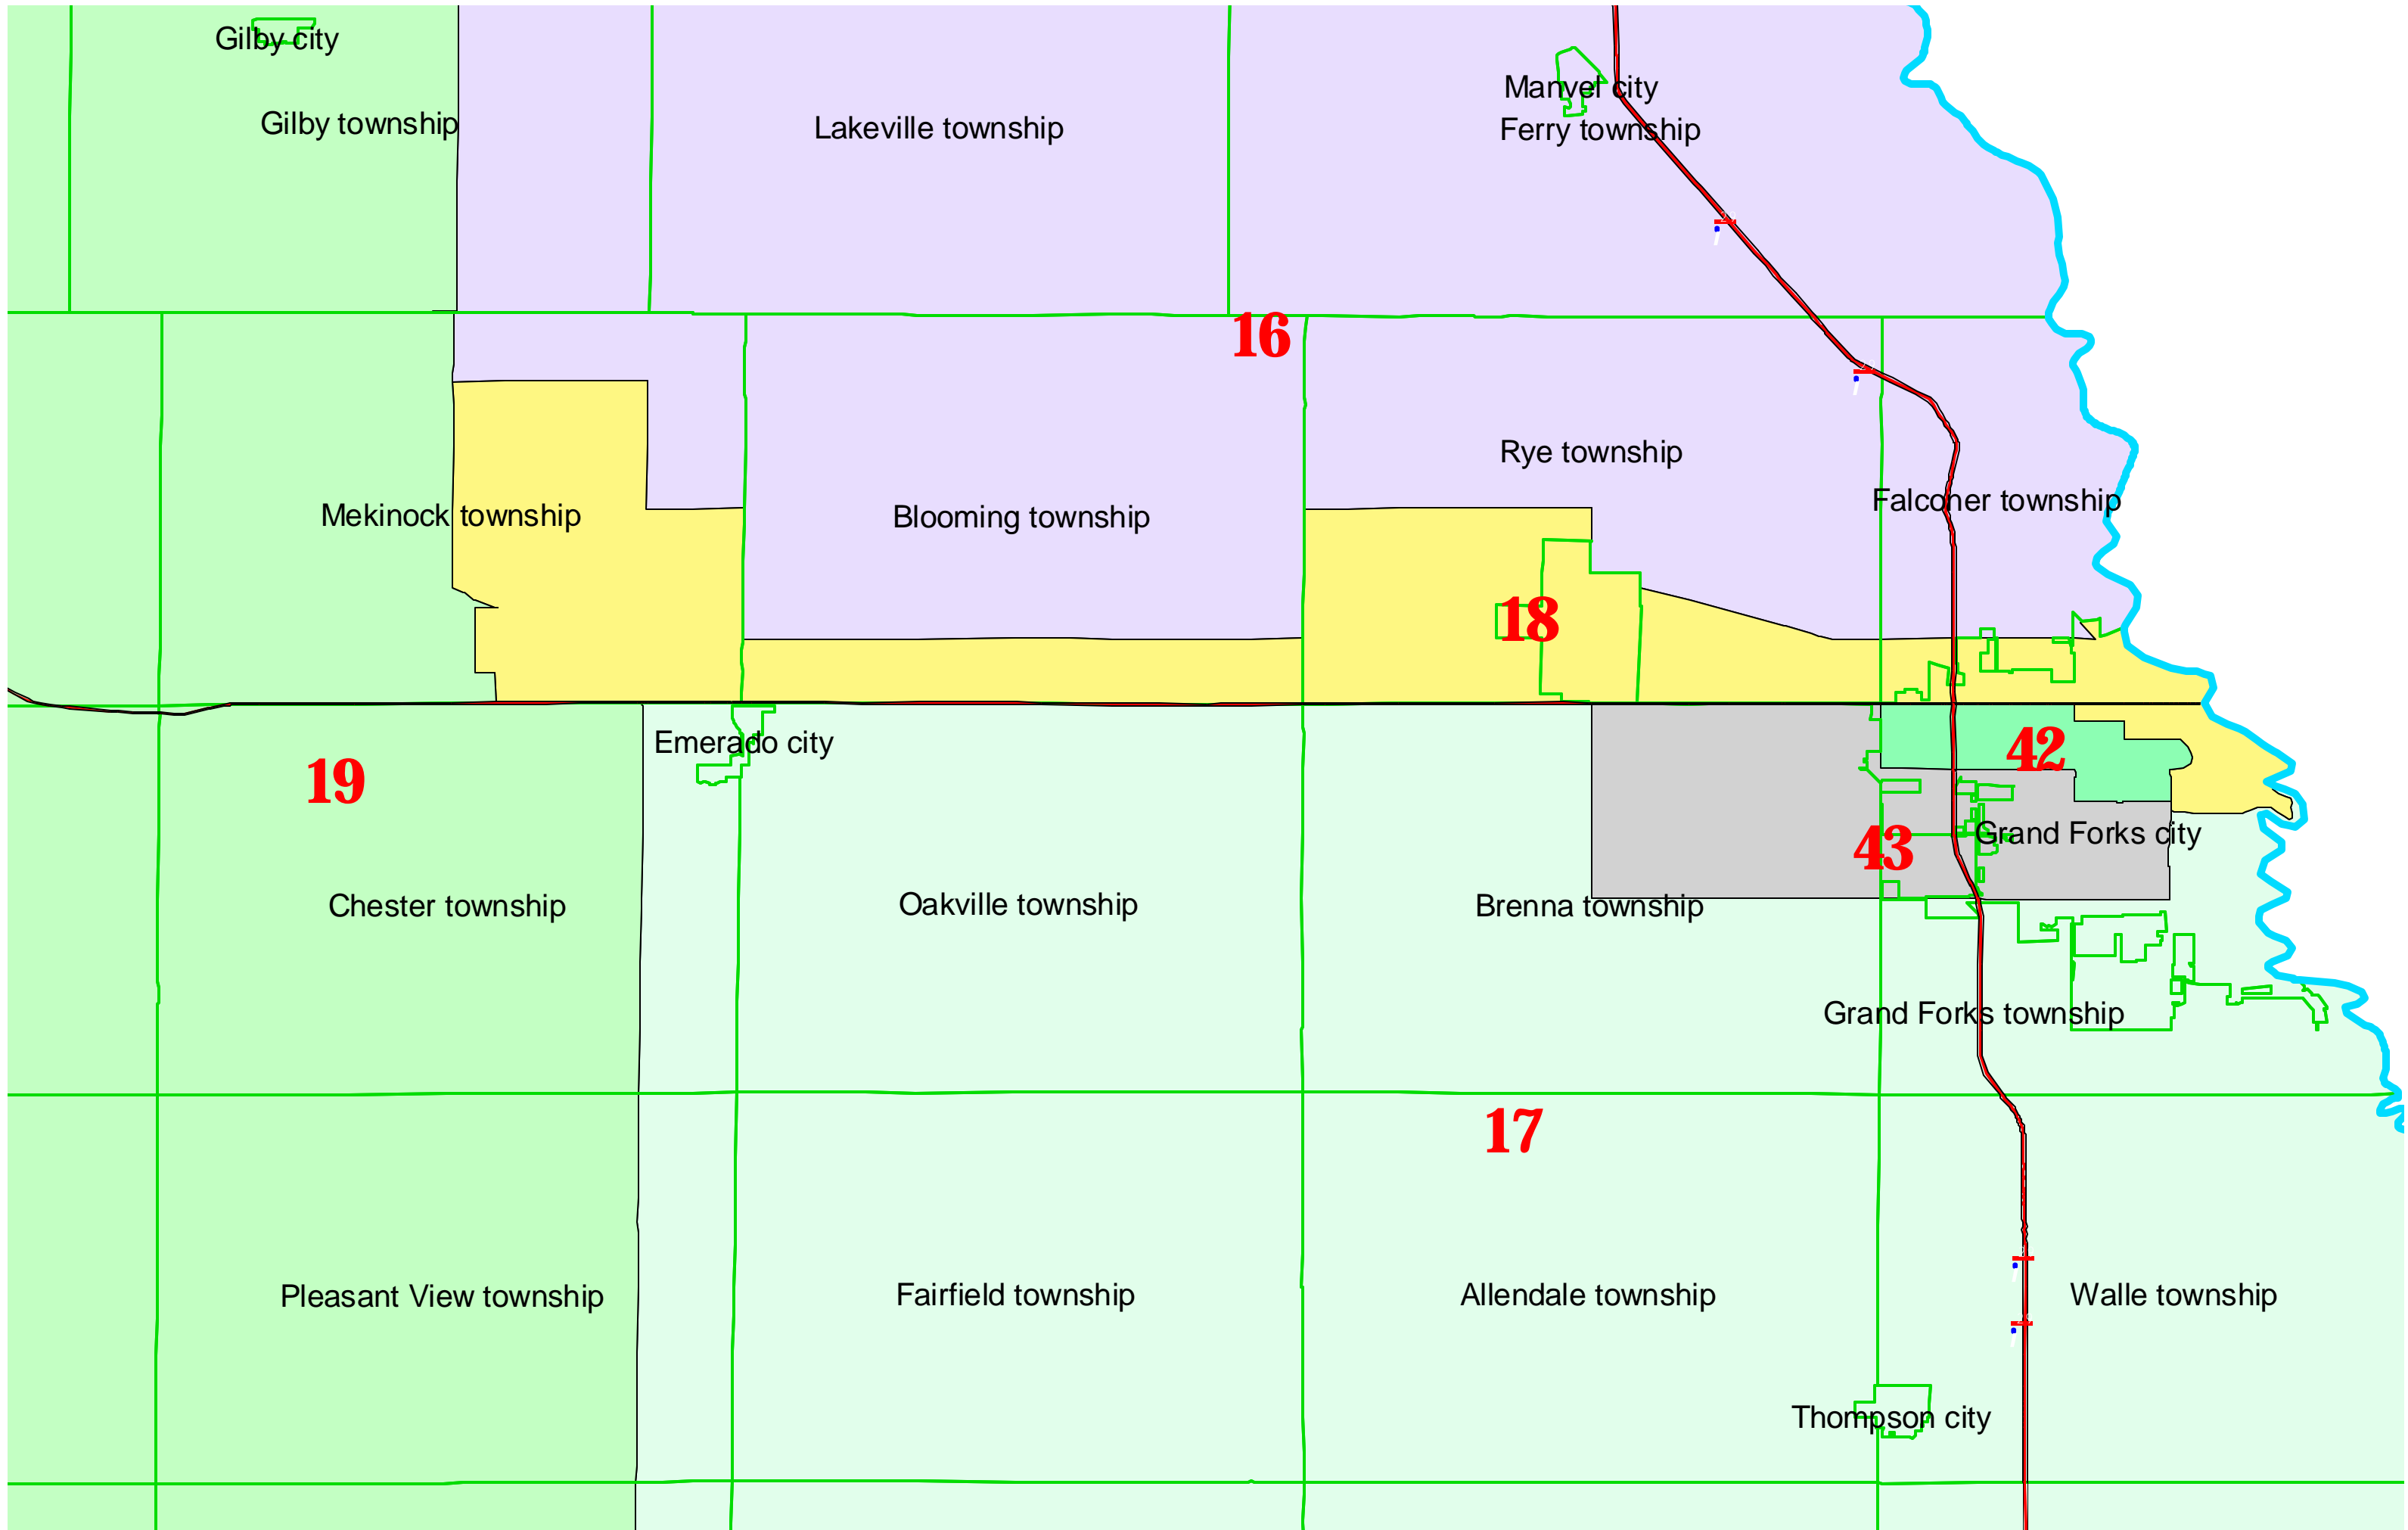 Gilby city
Manvel city
Gilby township
Lakeville township
Ferry township
16
Rye township
Falconer township
Mekinock township
Blooming township
18
Emerado city
42
19
Grand Forks city
43
Chester township
Oakville township
Brenna township
Grand Forks township
17
Pleasant View township
Fairfield township
Allendale township
Walle township
Thompson city